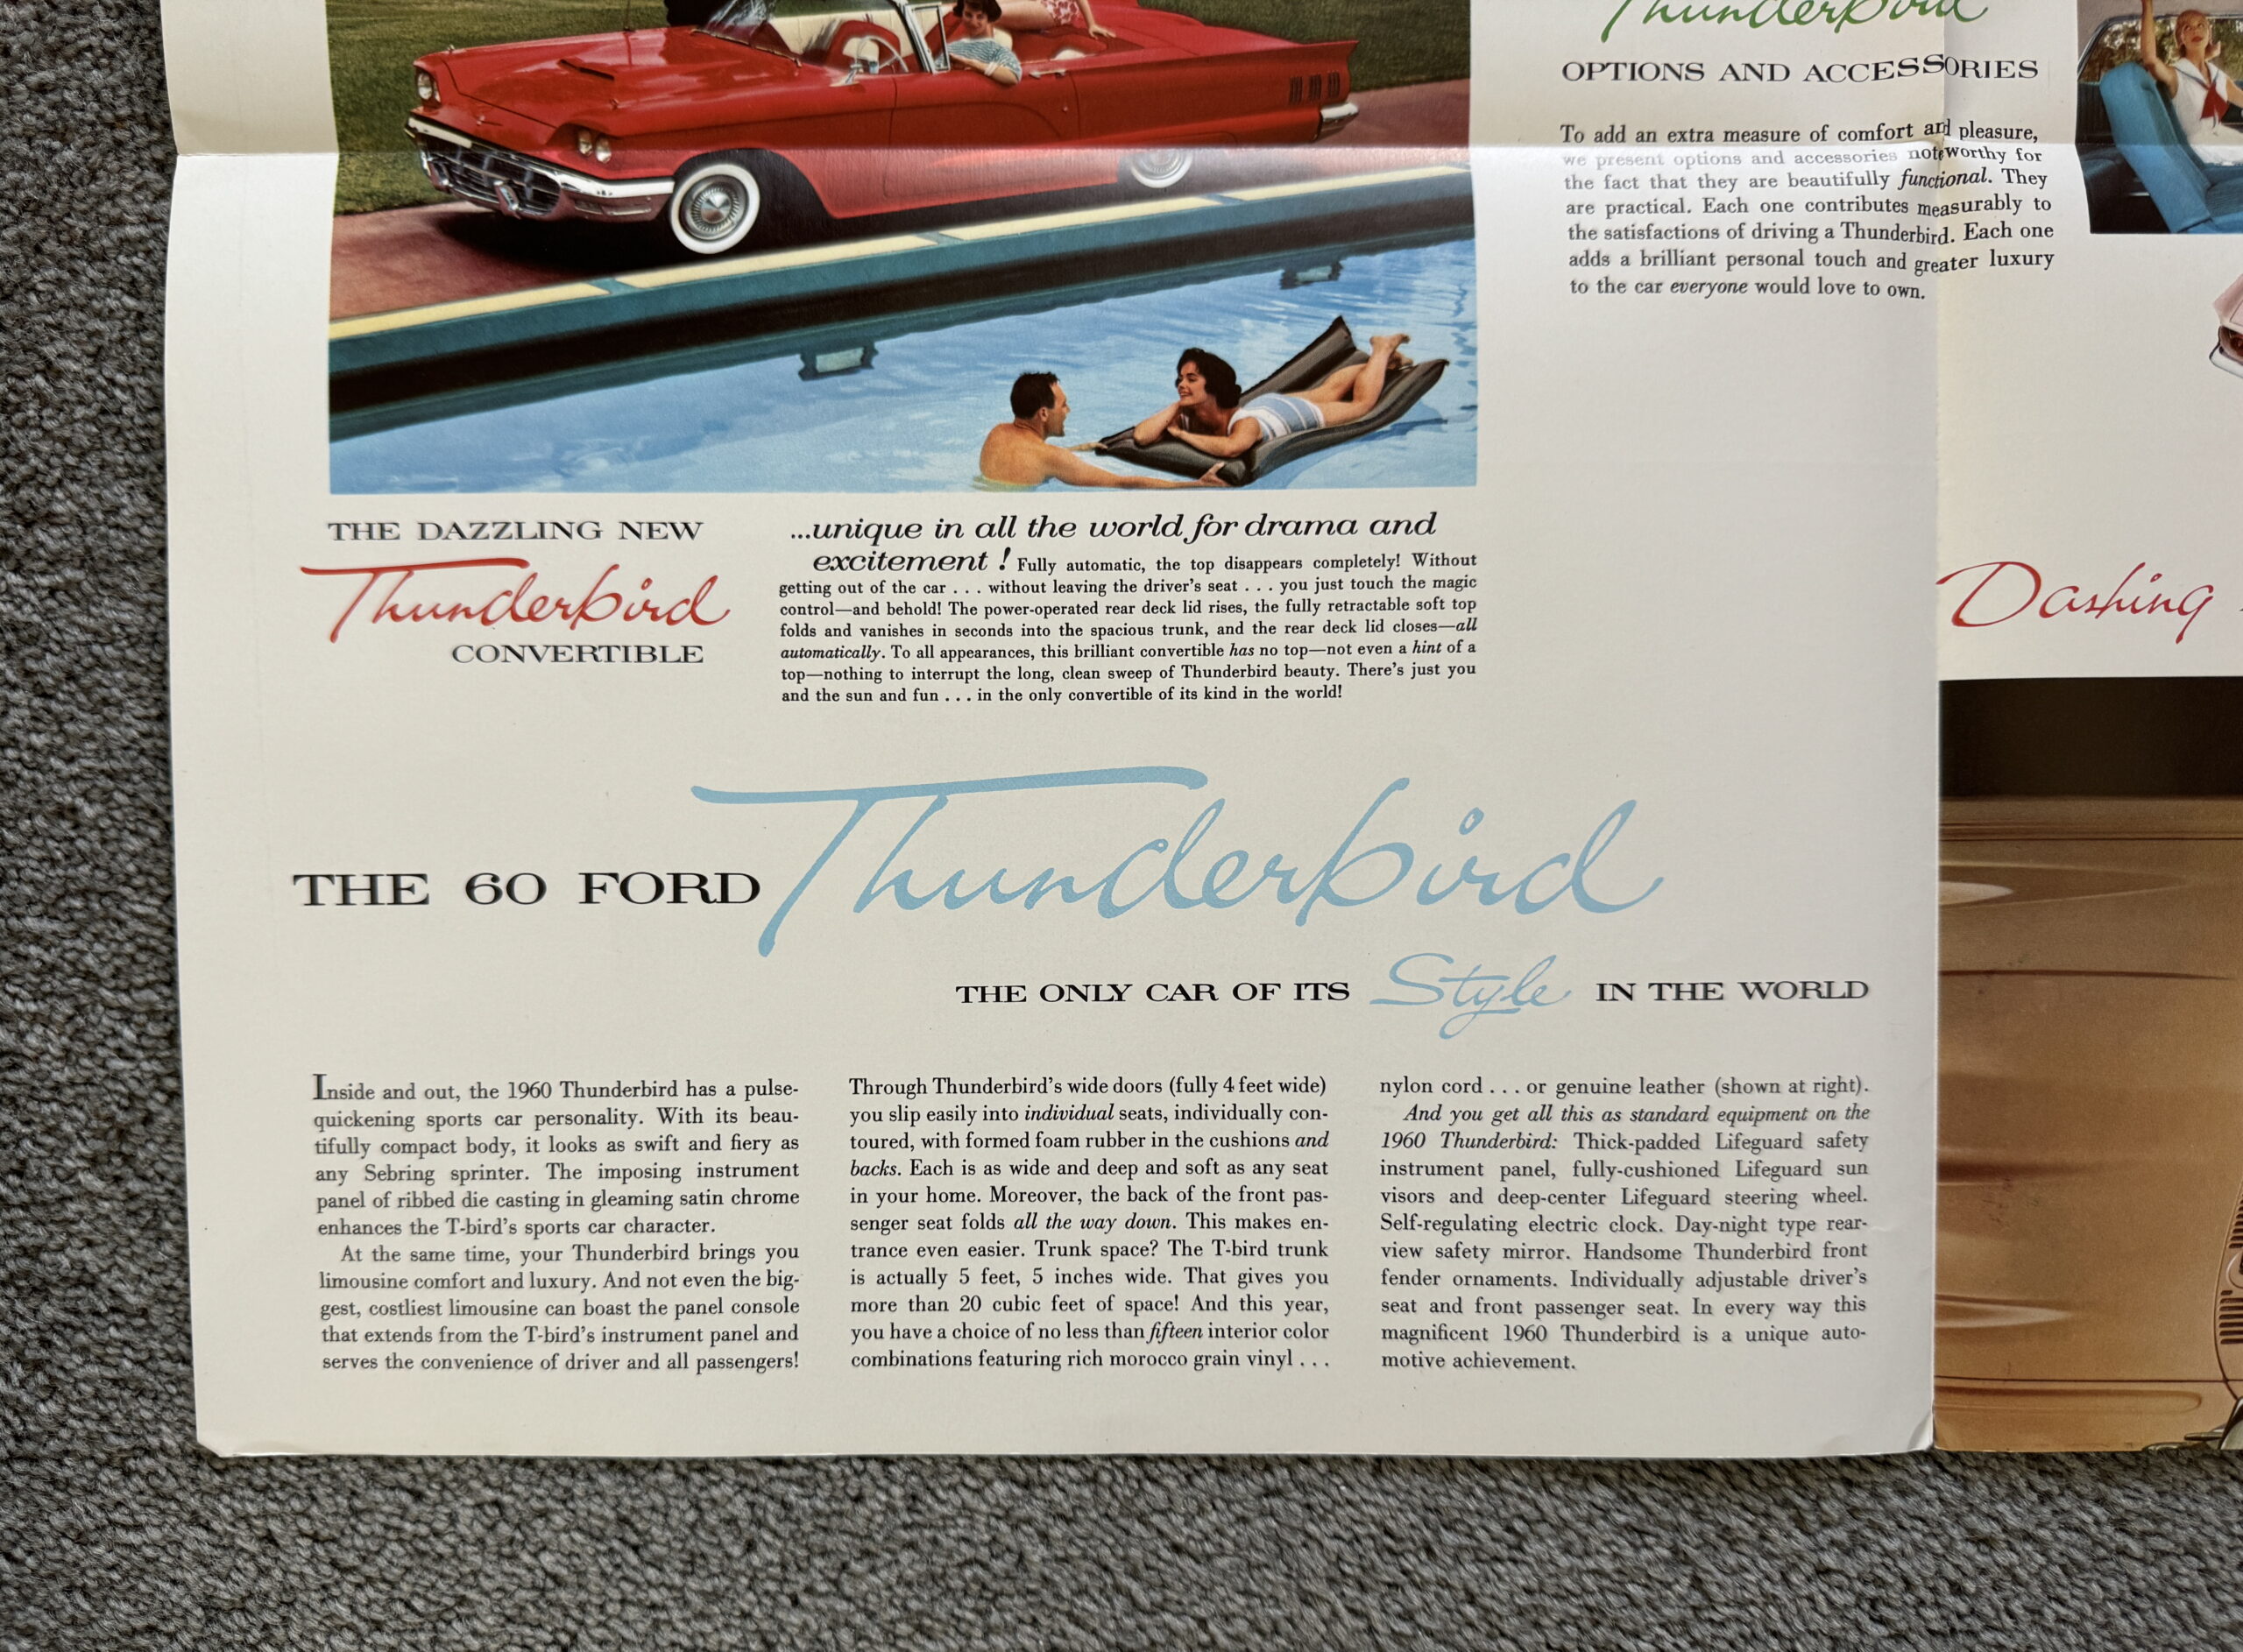 Thunderbird
OPTIONS AND ACCESSORIES
To add an extra measure of comfort and pleasure,
we present options and accessories noteworthy for
the fact that they are beautifully functional. They
are practical. Each one contributes measurably to
the satisfactions of driving a Thunderbird. Each one
adds a brilliant personal touch and greater luxury
to the car everyone would love to own.
THE DAZZLING NEW
Thunderbird
CONVERTIBLE
...unique in all the world for drama and
excitement! Fully automatic, the top disappears completely! Without
getting out of the car . . . without leaving the driver's seat . . . you just touch the magic
control—and behold! The power-operated rear deck lid rises, the fully retractable soft top
folds and vanishes in seconds into the spacious trunk, and the rear deck lid closes—all
automatically. To all appearances, this brilliant convertible has no top—not even a hint of a
top—nothing to interrupt the long, clean sweep of Thunderbird beauty. There's just you
and the sun and fun . . . in the only convertible of its kind in the world!
Dashing
THE 60 FORD Thunderbird
THE ONLY CAR OF ITS Style IN THE WORLD
Inside and out, the 1960 Thunderbird has a pulse-
quickening sports car personality. With its beau-
tifully compact body, it looks as swift and fiery as
any Sebring sprinter. The imposing instrument
panel of ribbed die casting in gleaming satin chrome
enhances the T-bird's sports car character.
At the same time, your Thunderbird brings you
limousine comfort and luxury. And not even the big-
gest, costliest limousine can boast the panel console
that extends from the T-bird's instrument panel and
serves the convenience of driver and all passengers!
Through Thunderbird's wide doors (fully 4 feet wide)
you slip easily into individual seats, individually con-
toured, with formed foam rubber in the cushions and
backs. Each is as wide and deep and soft as any seat
in your home. Moreover, the back of the front pas-
senger seat folds all the way down. This makes en-
trance even easier. Trunk space? The T-bird trunk
is actually 5 feet, 5 inches wide. That gives you
more than 20 cubic feet of space! And this year,
you have a choice of no less than fifteen interior color
combinations featuring rich morocco grain vinyl . . .
nylon cord . . . or genuine leather (shown at right).
And you get all this as standard equipment on the
1960 Thunderbird: Thick-padded Lifeguard safety
instrument panel, fully-cushioned Lifeguard sun
visors and deep-center Lifeguard steering wheel.
Self-regulating electric clock. Day-night type rear-
view safety mirror. Handsome Thunderbird front
fender ornaments. Individually adjustable driver's
seat and front passenger seat. In every way this
magnificent 1960 Thunderbird is a unique auto-
motive achievement.